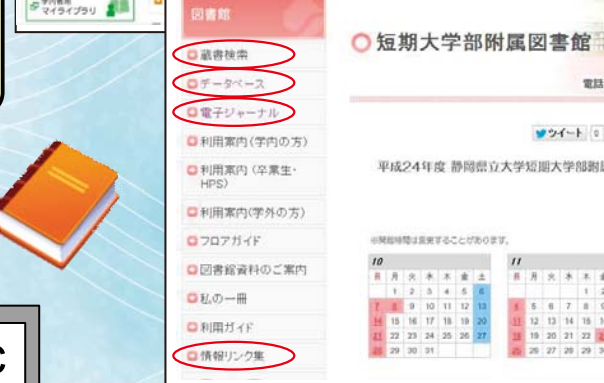 マイライブラリ
図書館
蔵書検索
データベース
電子ジャーナル
利用案内(学内の方)
利用案内(卒業生・
HPS)
利用案内(学外の方)
フロアガイド
図書館資料のご案内
私の一冊
利用ガイド
情報リンク集
短期大学部附属図書館
電話
ツイート 0
平成24年度 静岡県立大学短期大学部附属
※開館時間は変更することがあります。
10
日 月 火 水 木 金 土
1 2 3 4 5 6
7 8 9 10 11 12 13
14 15 16 17 18 19 20
21 22 23 24 25 26 27
28 29 30 31
11
日 月 火 水 木
1 2
4 5 6 7 8 9
11 12 13 14 15 16
18 19 20 21 22
25 26 27 28 29 30
C